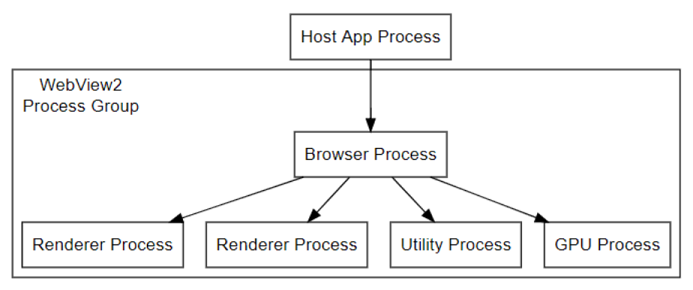 Host App Process
WebView2
Process Group
Browser Process
Renderer Process
Renderer Process
Utility Process
GPU Process